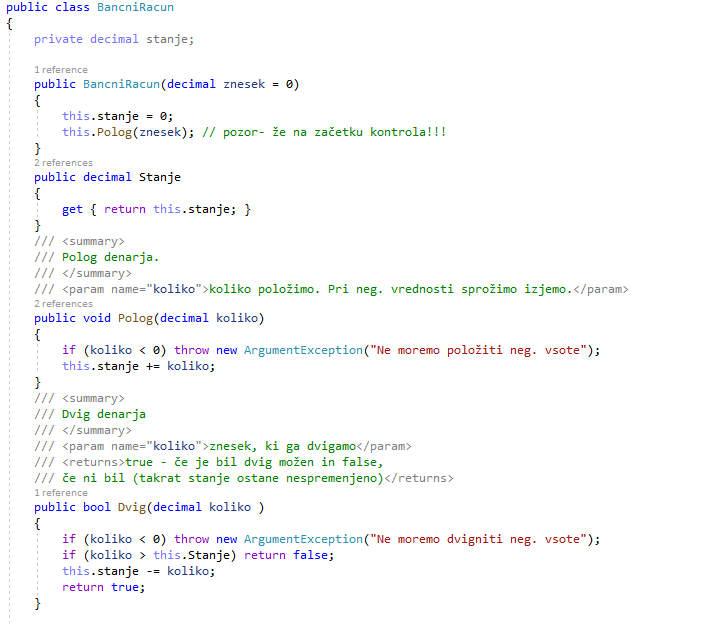 public class BancniRacun
{
    private decimal stanje;
    1 reference
    public BancniRacun(decimal znesek = 0)
    {
        this.stanje = 0;
        this.Polog(znesek); // pozor- že na začetku kontrola!!!
    }
    2 references
    public decimal Stanje
    {
        get { return this.stanje; }
    }
    /// <summary>
    /// Polog denarja.
    /// </summary>
    /// <param name="koliko">koliko položimo. Pri neg. vrednosti sprožimo izjemo.</param>
    2 references
    public void Polog(decimal koliko)
    {
        if (koliko < 0) throw new ArgumentException("Ne moremo položiti neg. vsote");
        this.stanje += koliko;
    }
    /// <summary>
    /// Dvig denarja
    /// </summary>
    /// <param name="koliko">znesek, ki ga dvigamo</param>
    /// <returns>true - če je bil dvig možen in false,
    /// če ni bil (takrat stanje ostane nespremenjeno)</returns>
    1 reference
    public bool Dvig(decimal koliko )
    {
        if (koliko < 0) throw new ArgumentException("Ne moremo dvigniti neg. vsote");
        if (koliko > this.Stanje) return false;
        this.stanje -= koliko;
        return true;
    }